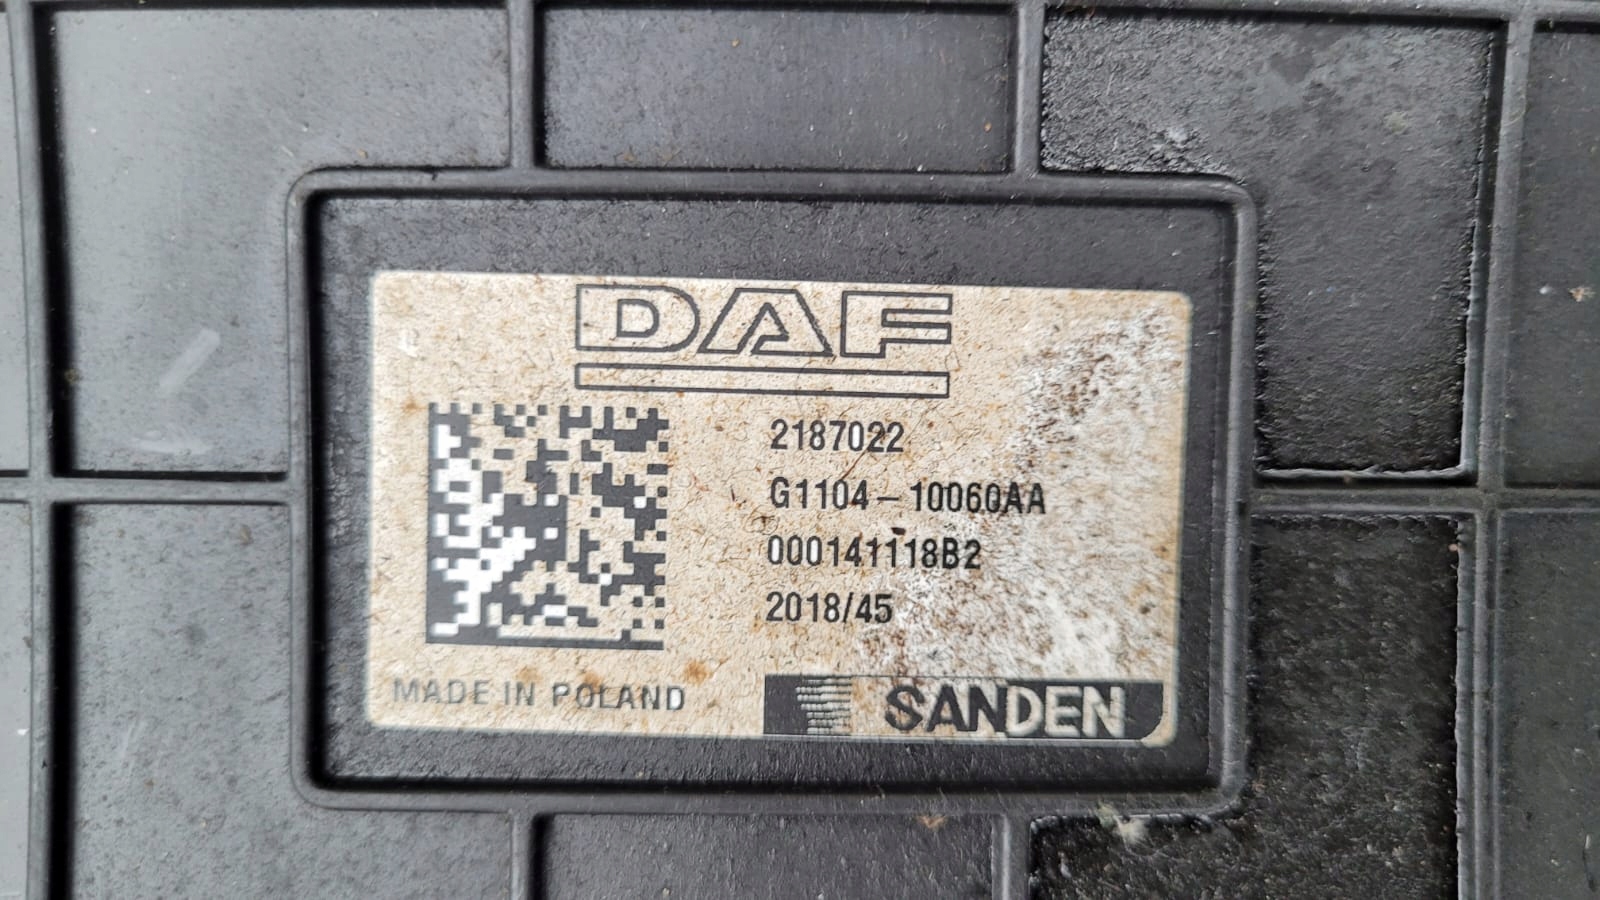 DAF
2187022
G1104-10060AA
000141118B2
2018/45
MADE IN POLAND
SANDEN